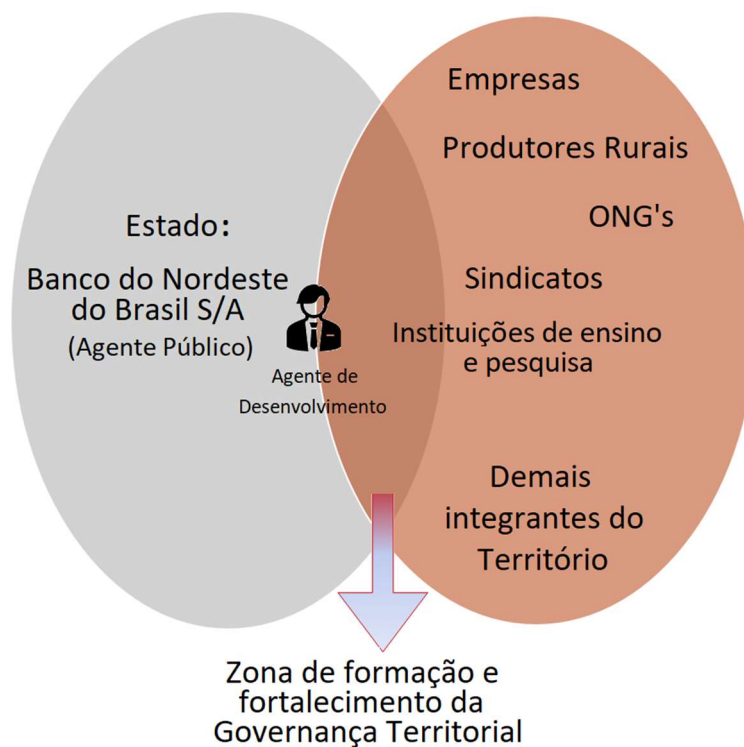 Estado:
Banco do Nordeste
do Brasil S/A
(Agente Público)
Agente de
Desenvolvimento
Empresas
Produtores Rurais
ONG's
Sindicatos
Instituições de ensino
e pesquisa
Demais
integrantes do
Território
Zona de formação e
fortalecimento da
Governança Territorial